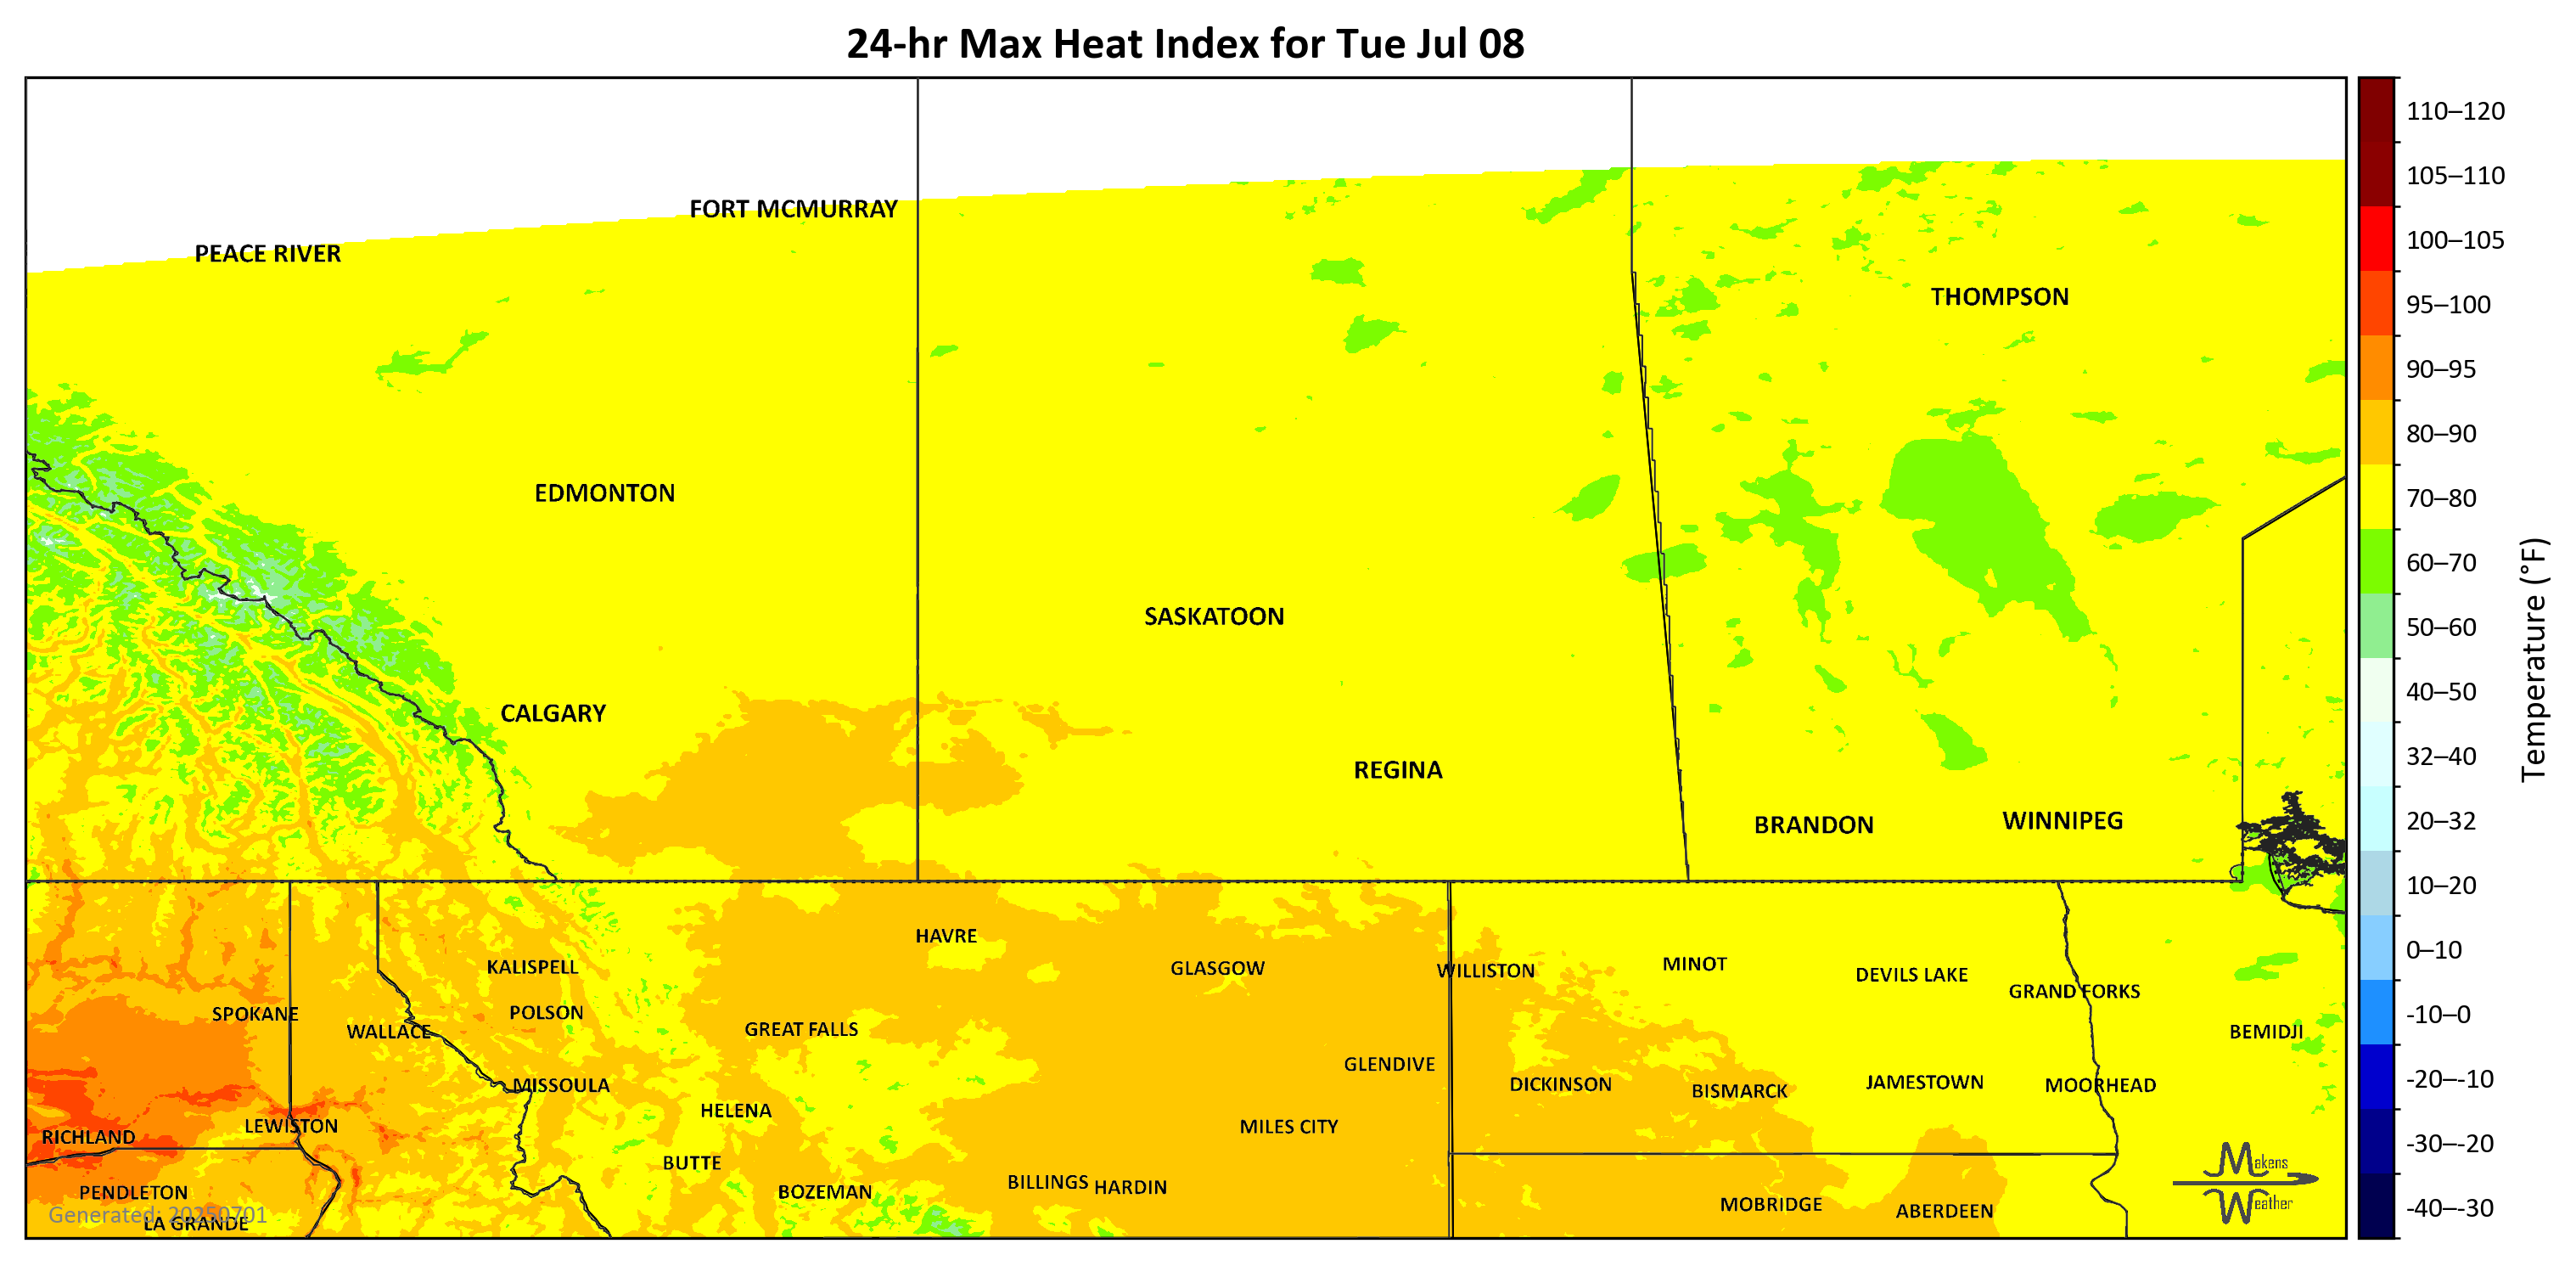 24-hr Max Heat Index for Tue Jul 08
FORT MCMURRAY
PEACE RIVER
THOMPSON
EDMONTON
SASKATOON
CALGARY
REGINA
BRANDON
WINNIPEG
HAVRE
KALISPELL
GLASGOW
WILLISTON
MINOT
DEVILS LAKE
GRAND FORKS
SPOKANE
POLSON
WALLACE
GREAT FALLS
BEMIDJI
GLENDIVE
MISSOULA
DICKINSON
BISMARCK
JAMESTOWN
MOORHEAD
HELENA
LEWISTON
MILES CITY
RICHLAND
BUTTE
PENDLETON
BOZEMAN
BILLINGS
HARDIN
MOBRIDGE
ABERDEEN
Generated: 20250701
LA GRANDE
Makens
Weather
110–120
105–110
100–105
95–100
90–95
80–90
70–80
60–70
50–60
40–50
32–40
20–32
10–20
0–10
-10–0
-20–-10
-30–-20
-40–-30
Temperature (°F)